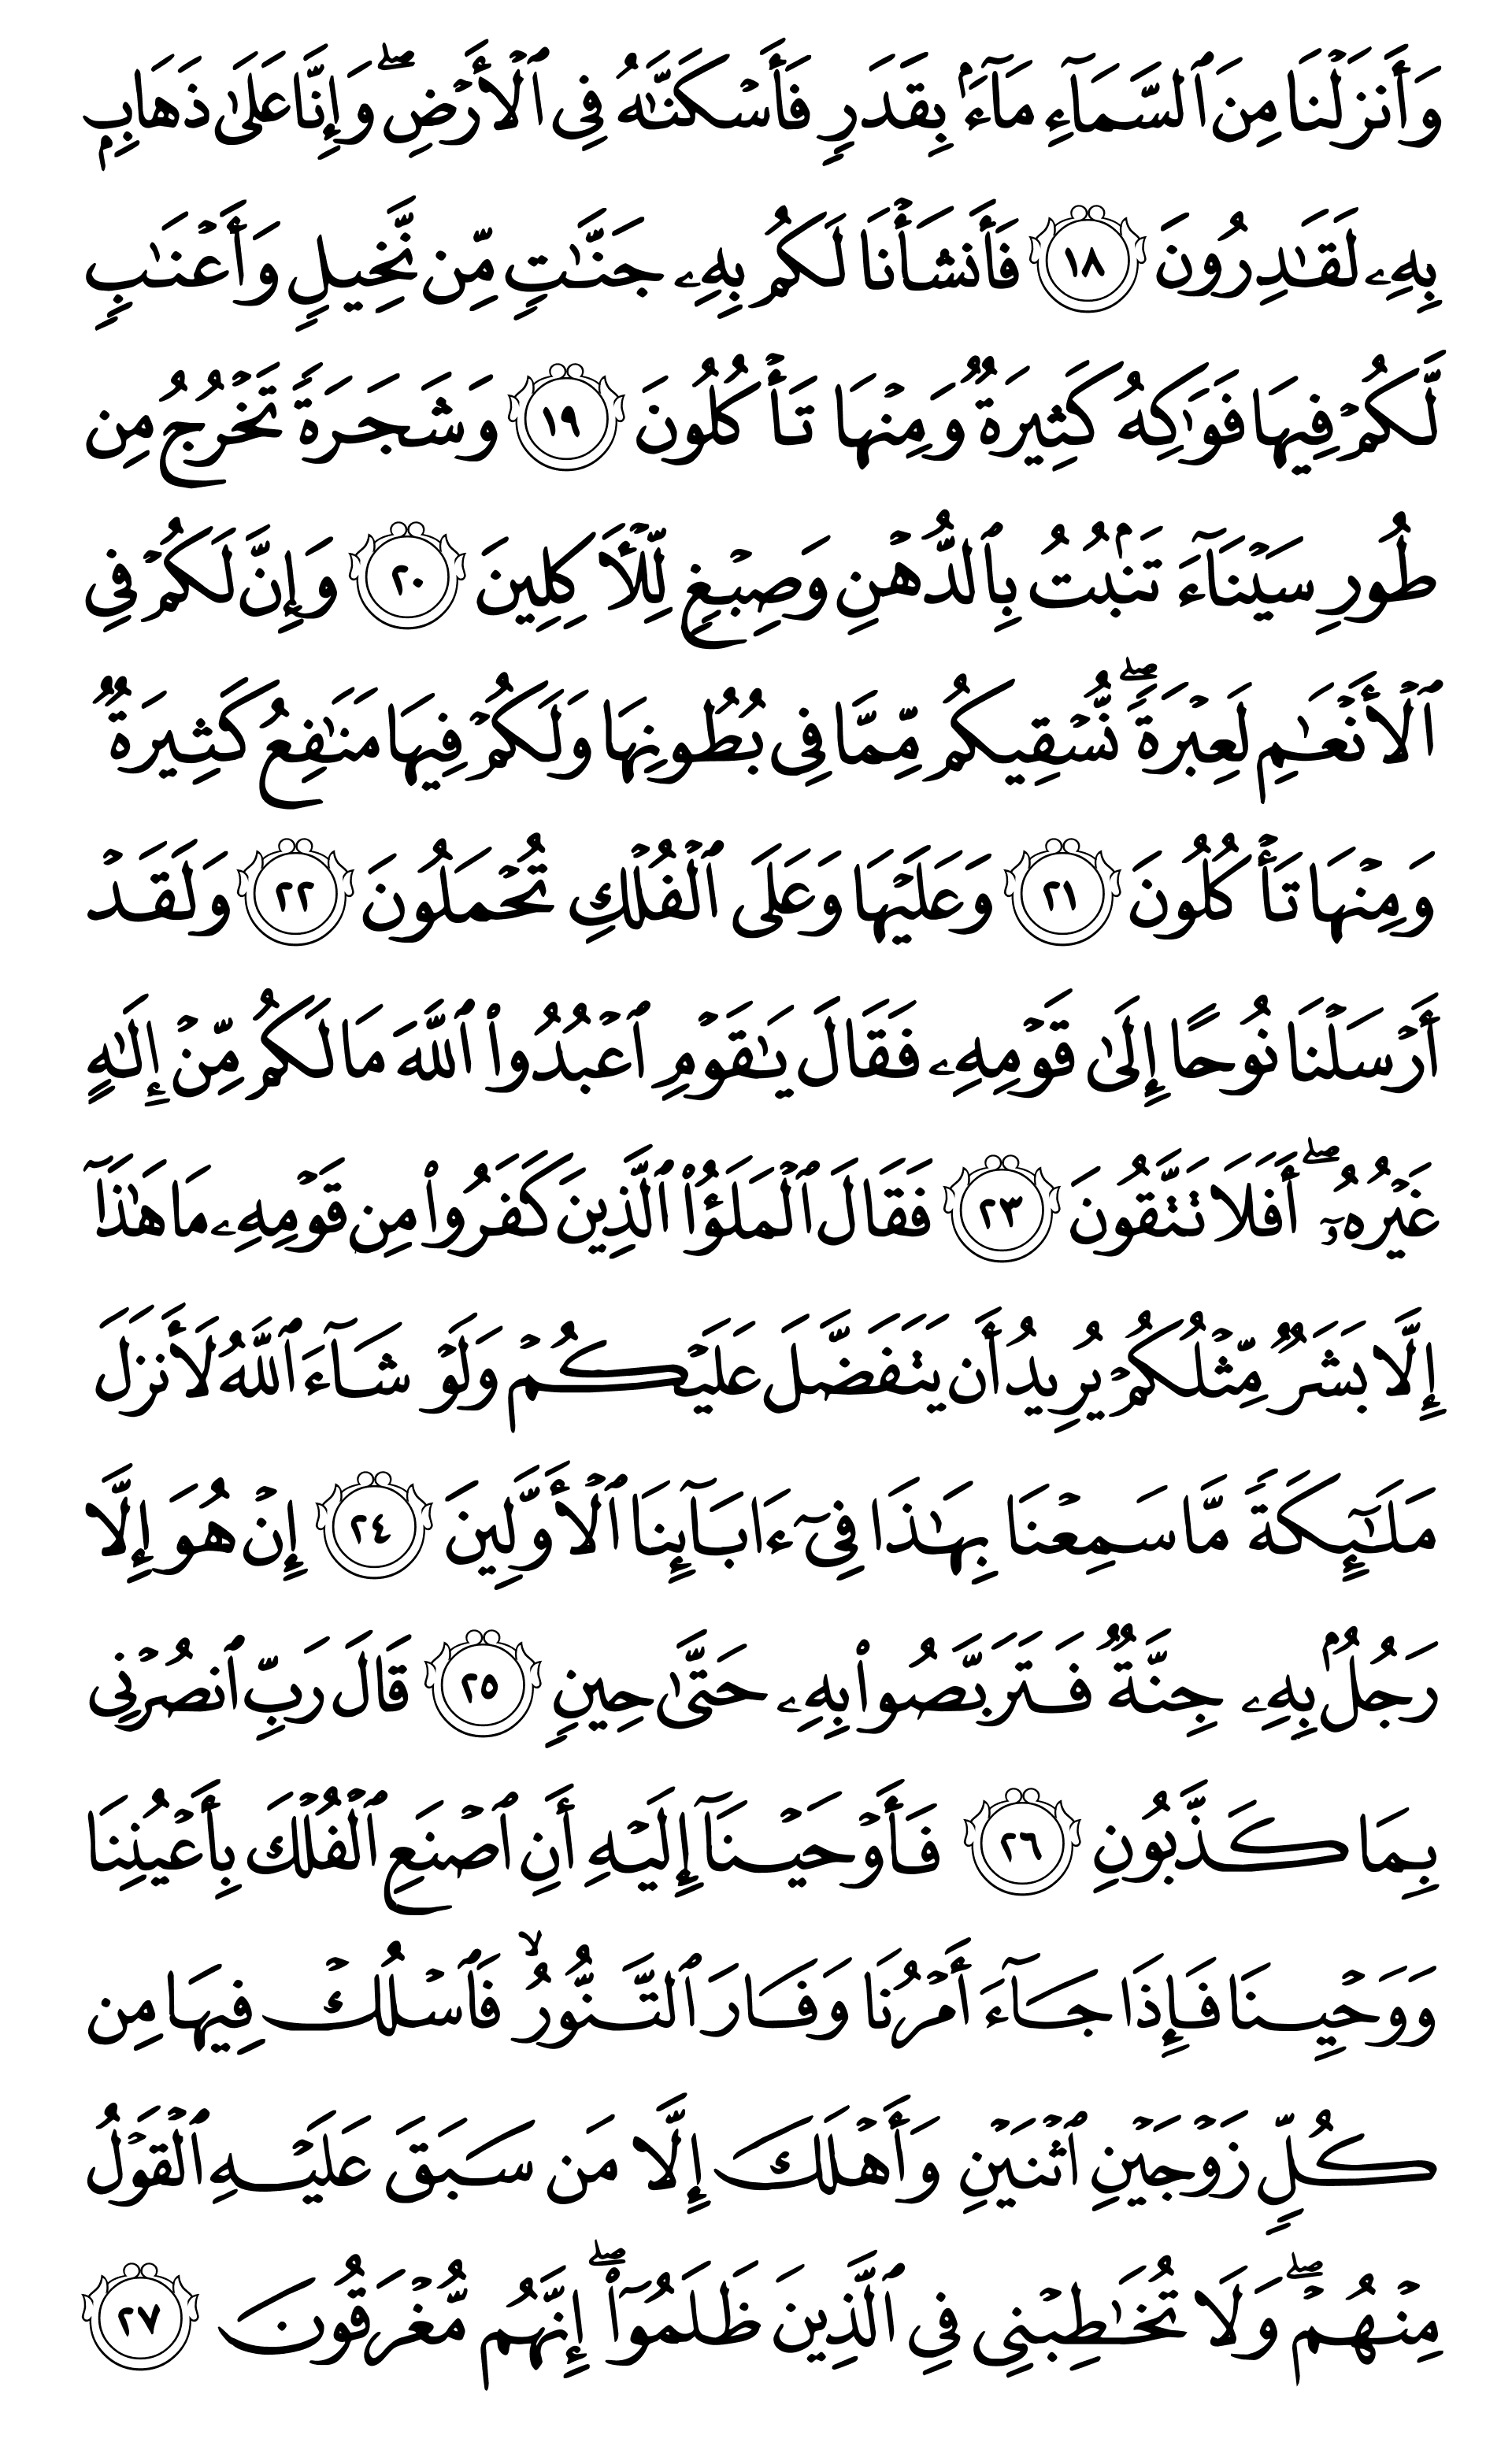 وَأَنزَلْنَا مِنَ ٱلسَّمَآءِ مَآءًۢ بِقَدَرٍ فَأَسْكَنَّٰهُ فِى ٱلْأَرْضِ ۖ وَإِنَّا عَلَىٰ ذَهَابٍۭ
بِهِۦ لَقَٰدِرُونَ ١٨ فَأَنشَأْنَا لَكُم بِهِۦ جَنَّٰتٍ مِّن نَّخِيلٍ وَأَعْنَٰبٍ
لَّكُمْ فِيهَا فَوَٰكِهُ كَثِيرَةٌ وَمِنْهَا تَأْكُلُونَ ١٩ وَشَجَرَةً تَخْرُجُ مِن
طُورِ سَيْنَآءَ تَنۢبُتُ بِٱلدُّهْنِ وَصِبْغٍ لِّلْـَٔاكِلِينَ ٢٠ وَإِنَّ لَكُمْ فِى
ٱلْأَنْعَٰمِ لَعِبْرَةً ۖ نُّسْقِيكُم مِّمَّا فِى بُطُونِهَا وَلَكُمْ فِيهَا مَنَٰفِعُ كَثِيرَةٌ
وَمِنْهَا تَأْكُلُونَ ٢١ وَعَلَيْهَا وَعَلَى ٱلْفُلْكِ تُحْمَلُونَ ٢٢ وَلَقَدْ
أَرْسَلْنَا نُوحًا إِلَىٰ قَوْمِهِۦ فَقَالَ يَٰقَوْمِ ٱعْبُدُوا۟ ٱللَّهَ مَا لَكُم مِّنْ إِلَٰهٍ
غَيْرُهُۥٓ ۖ أَفَلَا تَتَّقُونَ ٢٣ فَقَالَ ٱلْمَلَؤُا۟ ٱلَّذِينَ كَفَرُوا۟ مِن قَوْمِهِۦ مَا هَٰذَآ
إِلَّا بَشَرٌ مِّثْلُكُمْ يُرِيدُ أَن يَتَفَضَّلَ عَلَيْكُمْ وَلَوْ شَآءَ ٱللَّهُ لَأَنزَلَ
مَلَٰٓئِكَةً مَّا سَمِعْنَا بِهَٰذَا فِىٓ ءَابَآئِنَا ٱلْأَوَّلِينَ ٢٤ إِنْ هُوَ إِلَّا
رَجُلٌۢ بِهِۦ جِنَّةٌ فَتَرَبَّصُوا۟ بِهِۦ حَتَّىٰ حِينٍ ٢٥ قَالَ رَبِّ ٱنصُرْنِى
بِمَا كَذَّبُونِ ٢٦ فَأَوْحَيْنَآ إِلَيْهِ أَنِ ٱصْنَعِ ٱلْفُلْكَ بِأَعْيُنِنَا
وَوَحْيِنَا فَإِذَا جَآءَ أَمْرُنَا وَفَارَ ٱلتَّنُّورُ ۙ فَٱسْلُكْ فِيهَا مِن
كُلٍّ زَوْجَيْنِ ٱثْنَيْنِ وَأَهْلَكَ إِلَّا مَن سَبَقَ عَلَيْهِ ٱلْقَوْلُ
مِنْهُمْ ۖ وَلَا تُخَٰطِبْنِى فِى ٱلَّذِينَ ظَلَمُوٓا۟ ۖ إِنَّهُم مُّغْرَقُونَ ٢٧